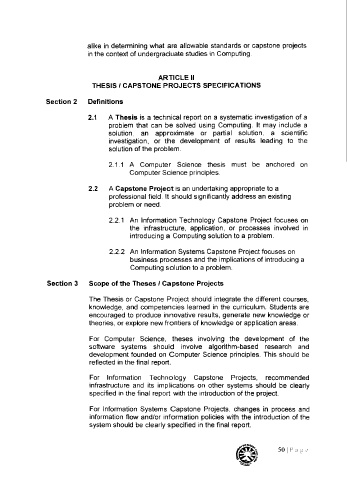 alike in determining what are allowable standards or capstone projects
in the context of undergraduate studies in Computing
ARTICLE II
THESIS / CAPSTONE PROJECTS SPECIFICATIONS
Section 2 Definitions
2.1 A Thesis is a technical report on a systematic investigation of a
problem that can be solved using Computing. It may include a
solution, an approximate or partial solution, a scientific
investigation, or the development of results leading to the
solution of the problem.
2.1.1 A Computer Science thesis must be anchored on
Computer Science principles.
2.2 A Capstone Project is an undertaking appropriate to a
professional field. It should significantly address an existing
problem or need.
2.2.1 An Information Technology Capstone Project focuses on
the infrastructure, application, or processes involved in
introducing a Computing solution to a problem.
2.2.2 An Information Systems Capstone Project focuses on
business processes and the implications of introducing a
Computing solution to a problem.
Section 3 Scope of the Theses / Capstone Projects
The Thesis or Capstone Project should integrate the different courses,
knowledge, and competencies learned in the curriculum. Students are
encouraged to produce innovative results, generate new knowledge or
theories, or explore new frontiers of knowledge or application areas.
For Computer Science, theses involving the development of the
software systems should involve algorithm-based research and
development founded on Computer Science principles. This should be
reflected in the final report.
For Information Technology Capstone Projects, recommended
infrastructure and its implications on other systems should be clearly
specified in the final report, with the introduction of the project.
For Information Systems Capstone Projects, changes in process and
information flow and/or information policies with the introduction of the
system should be clearly specified in the final report.
50 | Page